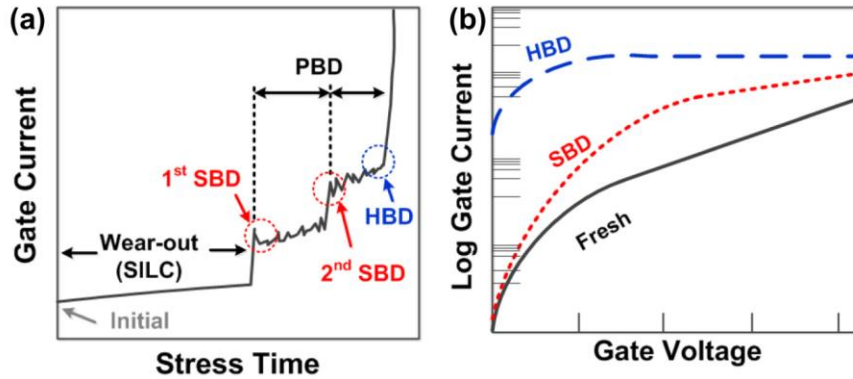 (a)
Gate Current
PBD
1st SBD
Wear-out
(SILC)
HBD
2nd SBD
Initial
Stress Time
(b)
Log Gate Current
HBD
SBD
Fresh
Gate Voltage